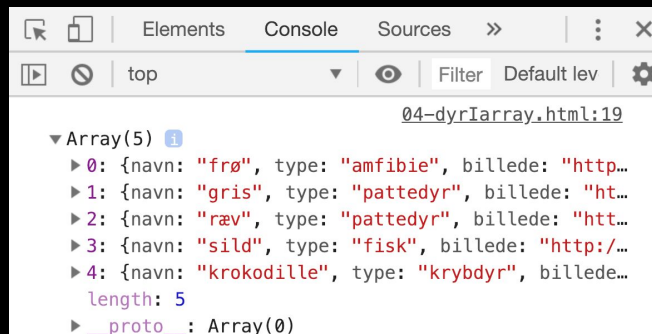 Elements Console Sources »
top Filter Default lev
04-dyrIarray.html:19
▼Array(5) i
▶0: {navn: "frø", type: "amfibie", billede: "http…
▶1: {navn: "gris", type: "pattedyr", billede: "ht…
▶2: {navn: "ræv", type: "pattedyr", billede: "htt…
▶3: {navn: "sild", type: "fisk", billede: "http:/…
▶4: {navn: "krokodille", type: "krybdyr", billede…
length: 5
▶__proto__: Array(0)